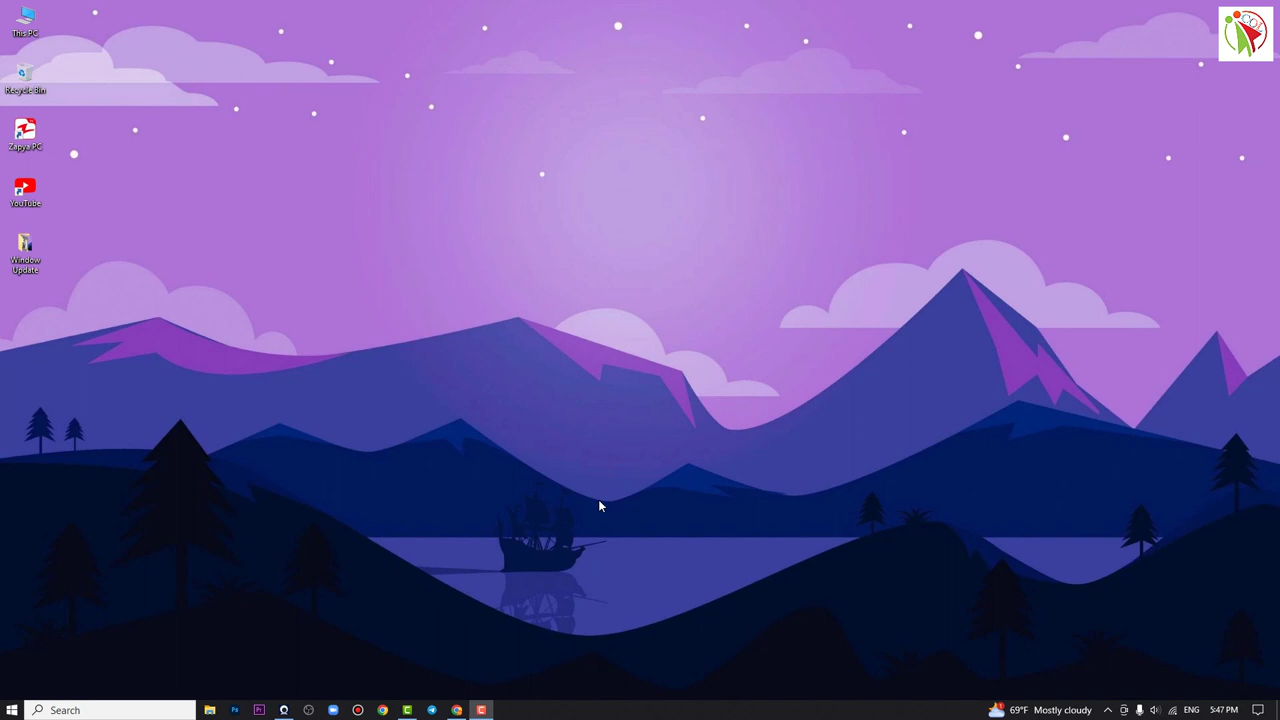 This PC
Recycle Bin
Zapya PC
YouTube
Window
Update
Search
69°F Mostly cloudy
ENG
5:47 PM